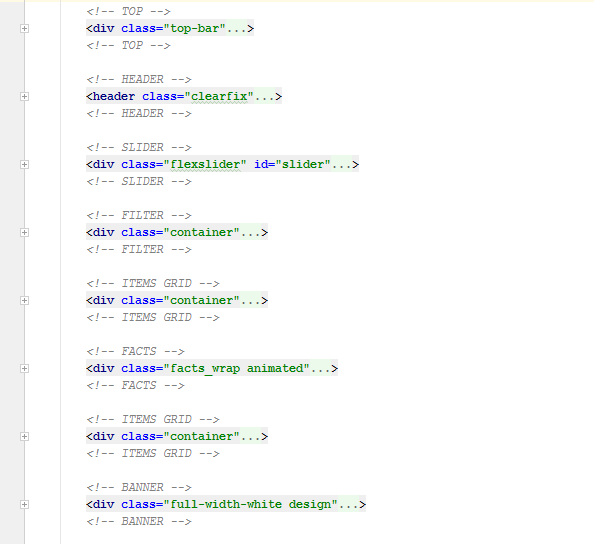 <!-- TOP -->
<div class="top-bar"...>
<!-- TOP -->
<!-- HEADER -->
<header class="clearfix"...>
<!-- HEADER -->
<!-- SLIDER -->
<div class="flexslider" id="slider"...>
<!-- SLIDER -->
<!-- FILTER -->
<div class="container"...>
<!-- FILTER -->
<!-- ITEMS GRID -->
<div class="container"...>
<!-- ITEMS GRID -->
<!-- FACTS -->
<div class="facts_wrap animated"...>
<!-- FACTS -->
<!-- ITEMS GRID -->
<div class="container"...>
<!-- ITEMS GRID -->
<!-- BANNER -->
<div class="full-width-white design"...>
<!-- BANNER -->